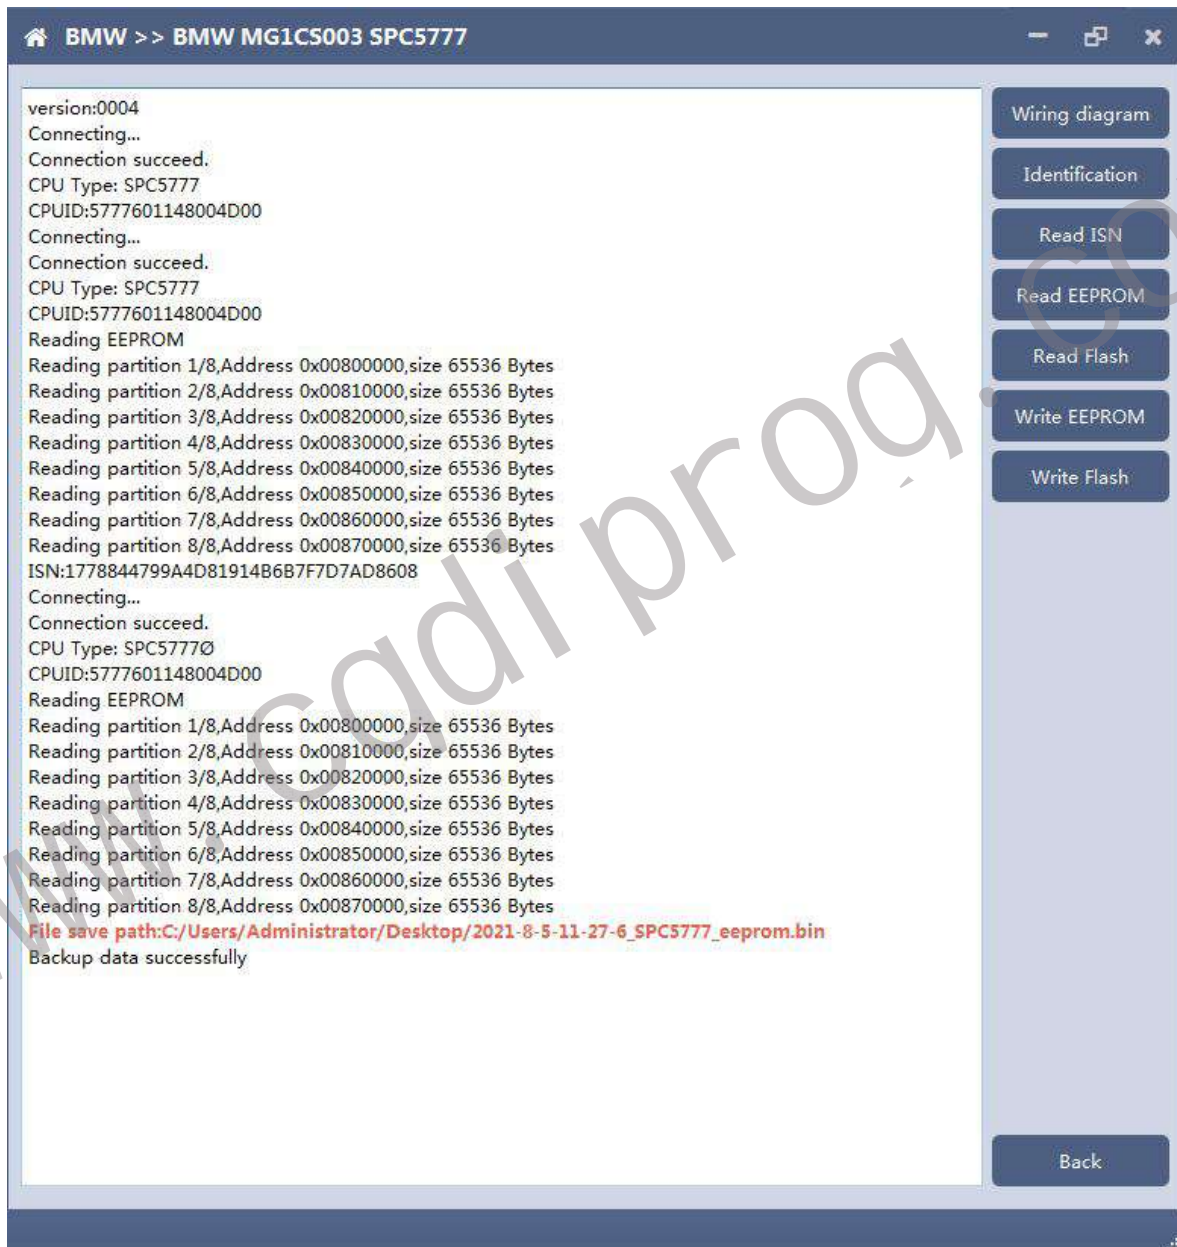 BMW >> BMW MG1CS003 SPC5777
version:0004
Connecting...
Connection succeed.
CPU Type: SPC5777
CPUID:5777601148004D00
Connecting...
Connection succeed.
CPU Type: SPC5777
CPUID:5777601148004D00
Reading EEPROM
Reading partition 1/8,Address 0x00800000,size 65536 Bytes
Reading partition 2/8,Address 0x00810000,size 65536 Bytes
Reading partition 3/8,Address 0x00820000,size 65536 Bytes
Reading partition 4/8,Address 0x00830000,size 65536 Bytes
Reading partition 5/8,Address 0x00840000,size 65536 Bytes
Reading partition 6/8,Address 0x00850000,size 65536 Bytes
Reading partition 7/8,Address 0x00860000,size 65536 Bytes
Reading partition 8/8,Address 0x00870000,size 65536 Bytes
ISN:1778844799A4D81914B6B7F7D7AD8608
Connecting...
Connection succeed.
CPU Type: SPC5777Ø
CPUID:5777601148004D00
Reading EEPROM
Reading partition 1/8,Address 0x00800000,size 65536 Bytes
Reading partition 2/8,Address 0x00810000,size 65536 Bytes
Reading partition 3/8,Address 0x00820000,size 65536 Bytes
Reading partition 4/8,Address 0x00830000,size 65536 Bytes
Reading partition 5/8,Address 0x00840000,size 65536 Bytes
Reading partition 6/8,Address 0x00850000,size 65536 Bytes
Reading partition 7/8,Address 0x00860000,size 65536 Bytes
Reading partition 8/8,Address 0x00870000,size 65536 Bytes
File save path:C:/Users/Administrator/Desktop/2021-8-5-11-27-6_SPC5777_eeprom.bin
Backup data successfully
Wiring diagram
Identification
Read ISN
Read EEPROM
Read Flash
Write EEPROM
Write Flash
Back
ww.cgdiprog.co